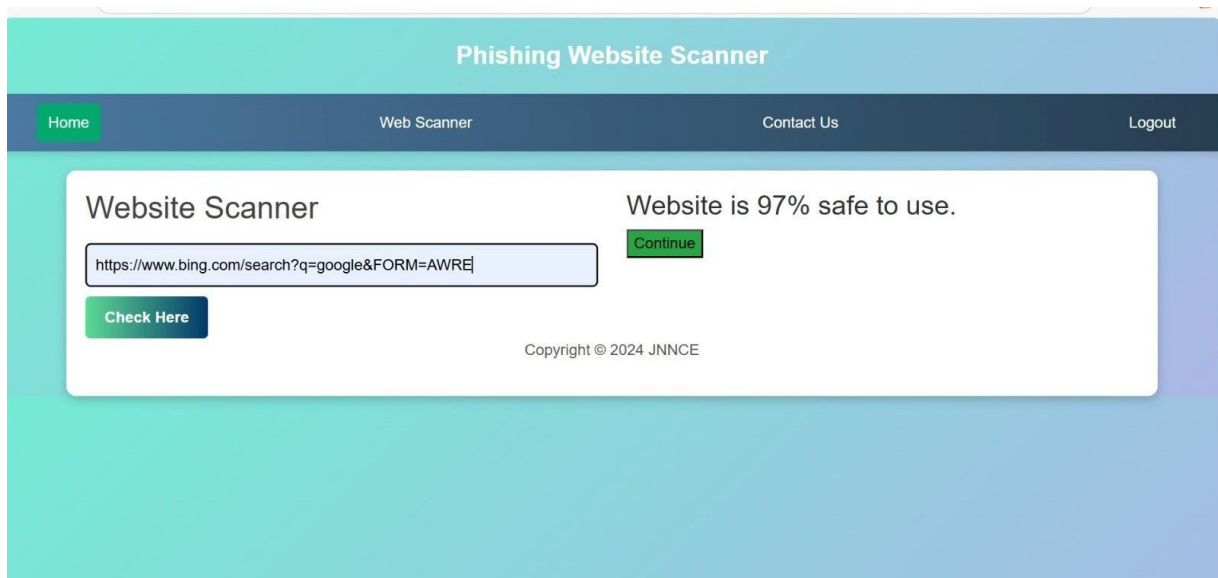 Phishing Website Scanner
Home
Web Scanner
Contact Us
Logout
Website Scanner
https://www.bing.com/search?q=google&FORM=AWRE
Check Here
Website is 97% safe to use.
Continue
Copyright © 2024 JNNCE